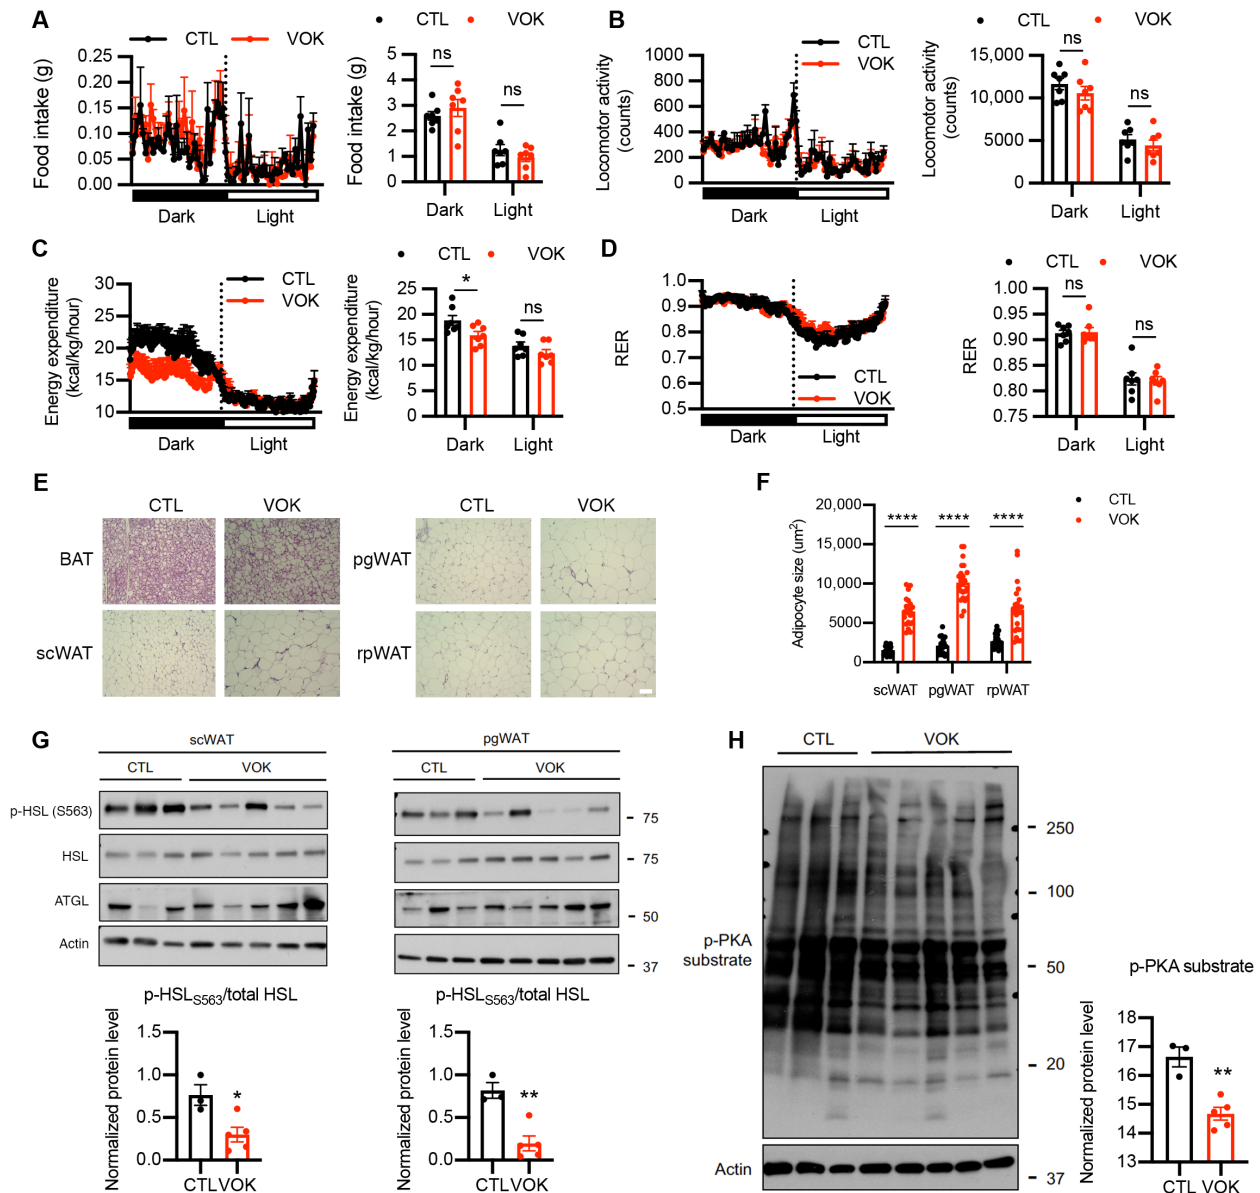 A
CTL
VOK
Food intake (g)
0.25
0.20
0.15
0.10
0.05
0.00
Dark
Light
CTL
VOK
Food intake (g)
5
4
3
2
1
0
ns
ns
Dark
Light
B
CTL
VOK
Locomotor activity
(counts)
1000
800
600
400
200
0
Dark
Light
CTL
VOK
Locomotor activity
(counts)
15,000
10,000
5000
0
ns
ns
Dark
Light
C
CTL
VOK
Energy expenditure
(kcal/kg/hour)
30
25
20
15
10
Dark
Light
CTL
VOK
Energy expenditure
(kcal/kg/hour)
25
20
15
10
5
0
*
ns
Dark
Light
D
RER
1.0
0.9
0.8
0.7
0.6
0.5
CTL
VOK
Dark
Light
CTL
VOK
RER
1.00
0.95
0.90
0.85
0.80
0.75
ns
ns
Dark
Light
E
CTL
VOK
CTL
VOK
BAT
pgWAT
scWAT
rpWAT
F
CTL
VOK
Adipocyte size (um²)
20,000
15,000
10,000
5000
0
****
****
****
scWAT
pgWAT
rpWAT
G
scWAT
CTL
VOK
p-HSL (S563)
HSL
ATGL
Actin
pgWAT
CTL
VOK
- 75
- 75
- 50
- 37
p-HSLS563/total HSL
Normalized protein level
1.5
1.0
0.5
0.0
*
CTL VOK
p-HSLS563/total HSL
Normalized protein level
1.5
1.0
0.5
0.0
**
CTL VOK
H
CTL
VOK
p-PKA
substrate
- 250
- 100
- 50
- 20
Actin
- 37
p-PKA substrate
Normalized protein level
18
17
16
15
14
13
**
CTL VOK